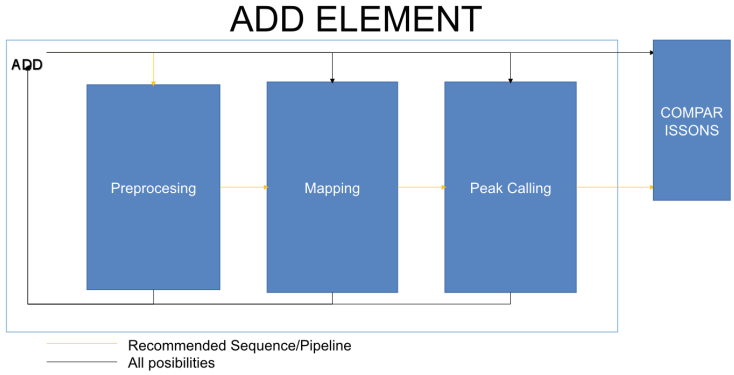 ADD ELEMENT
ADD
Preprocesing
Mapping
Peak Calling
COMPAR
ISSONS
Recommended Sequence/Pipeline
All posibilities